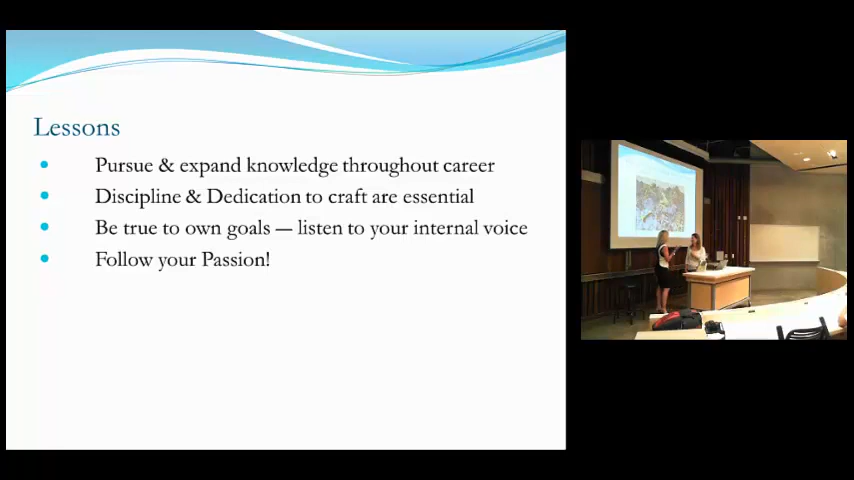 Lessons
Pursue & expand knowledge throughout career
Discipline & Dedication to craft are essential
Be true to own goals — listen to your internal voice
Follow your Passion!